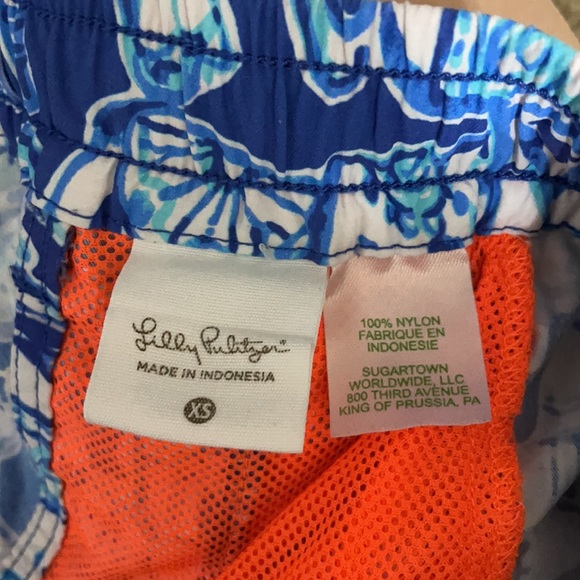 Lilly Pulitzer
MADE IN INDONESIA
XS
100% NYLON
FABRIQUE EN
INDONESIE
SUGARTOWN
WORLDWIDE, LLC
800 THIRD AVENUE
KING OF PRUSSIA, PA